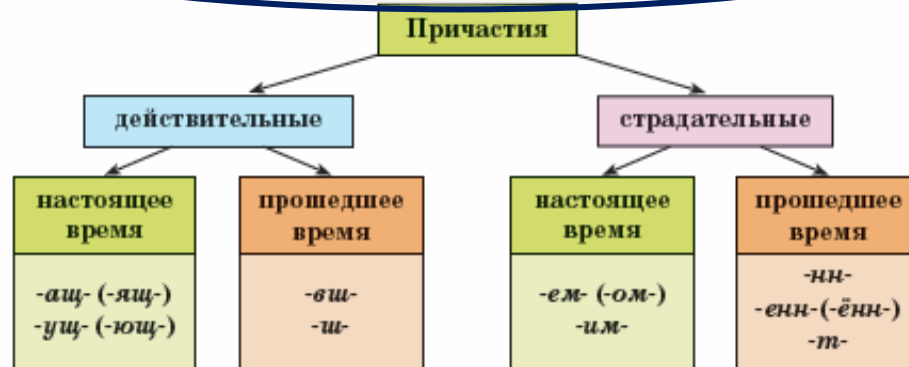 Причастия
действительные
страдательные
настоящее
время
-ащ- (-ящ-)
-ущ- (-ющ-)
прошедшее
время
-вш-
-ш-
настоящее
время
-ем- (-ом-)
-им-
прошедшее
время
-нн-
-енн-(-ённ-)
-т-